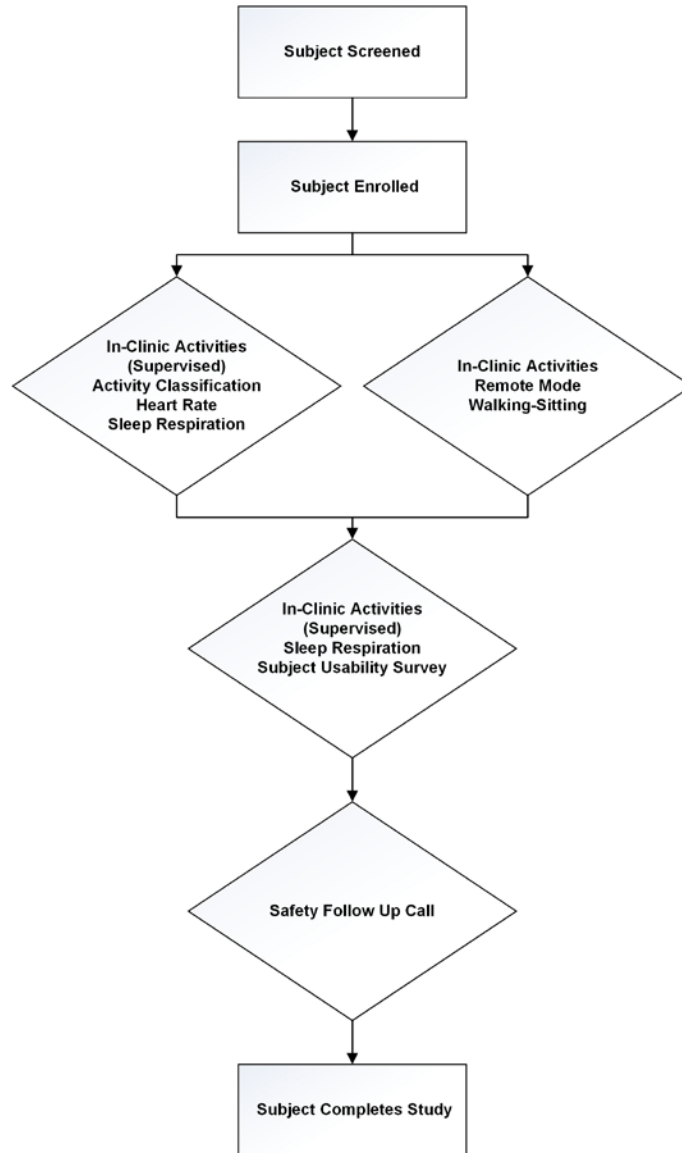 Subject Screened
Subject Enrolled
In-Clinic Activities
(Supervised)
Activity Classification
Heart Rate
Sleep Respiration
In-Clinic Activities
Remote Mode
Walking-Sitting
In-Clinic Activities
(Supervised)
Sleep Respiration
Subject Usability Survey
Safety Follow Up Call
Subject Completes Study